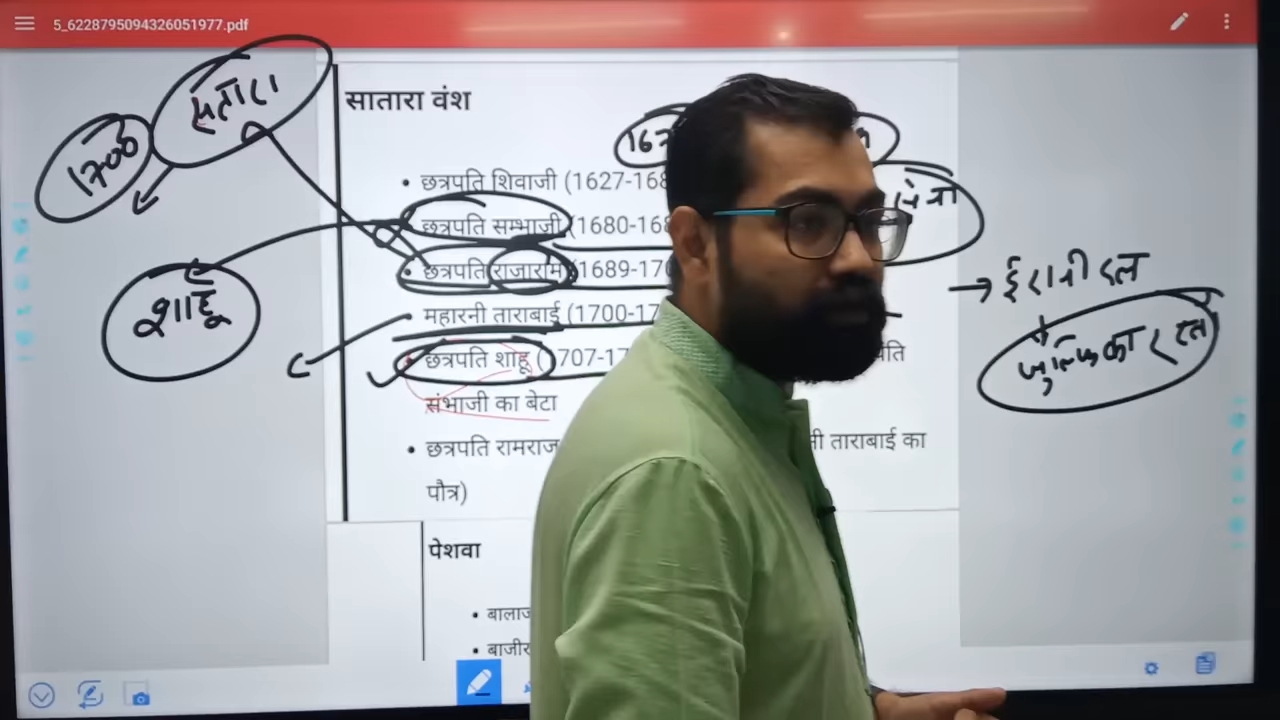 5_6228795094326051977.pdf
सतारा
1700
सातारा वंश
• छत्रपति शिवाजी (1627-168
• छत्रपति सम्भाजी (1680-168
• छत्रपति राजाराम (1689-170
महारनी ताराबाई (1700-17
• छत्रपति शाहू (1707-17
संभाजी का बेटा
• छत्रपति रामराज
नी ताराबाई का
पौत्र)
पेशवा
• बालाज
• बाजीर
शाहू
→ ईरानी दल